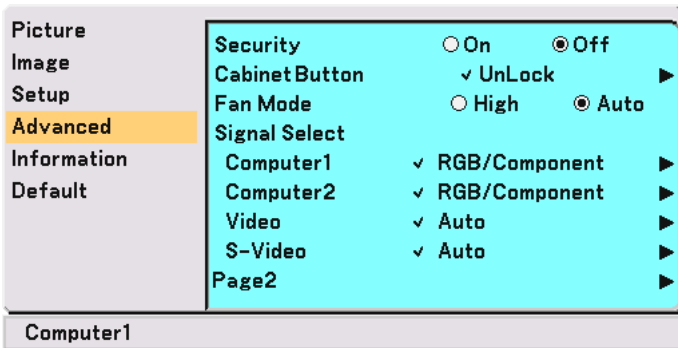 Picture
Image
Setup
Advanced
Information
Default
Security On Off
Cabinet Button UnLock
Fan Mode High Auto
Signal Select
Computer1 RGB/Component
Computer2 RGB/Component
Video Auto
S-Video Auto
Page2
Computer1